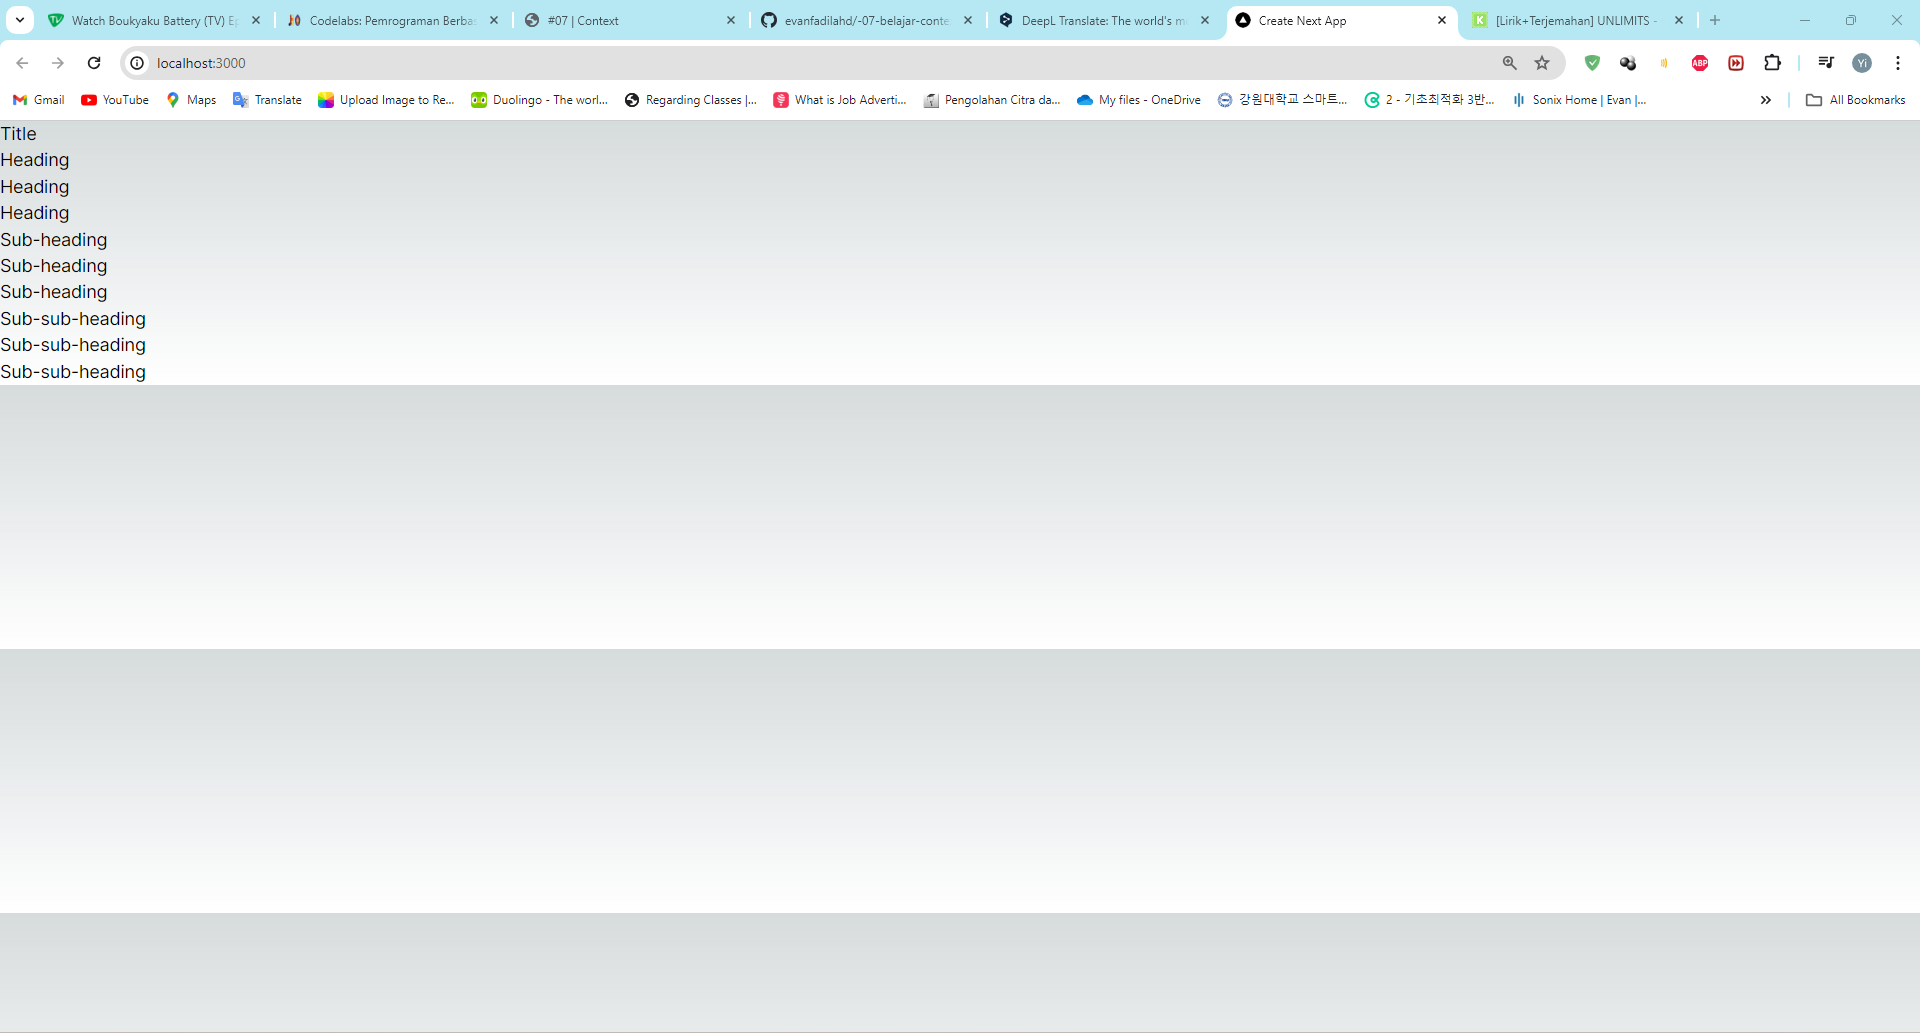 Watch Boukyaku Battery (TV) Ep
Codelabs: Pemrograman Berbas
#07 | Context
evanfadilahd/-07-belajar-conte
DeepL Translate: The world's m
Create Next App
[Lirik+Terjemahan] UNLIMITS -
localhost:3000
ABP
Yi
Gmail
YouTube
Maps
Translate
Upload Image to Re...
Duolingo - The worl...
Regarding Classes |...
What is Job Adverti...
Pengolahan Citra da...
My files - OneDrive
강원대학교 스마트...
2 - 기초최적화 3반...
Sonix Home | Evan |...
All Bookmarks
Title
Heading
Heading
Heading
Sub-heading
Sub-heading
Sub-heading
Sub-sub-heading
Sub-sub-heading
Sub-sub-heading